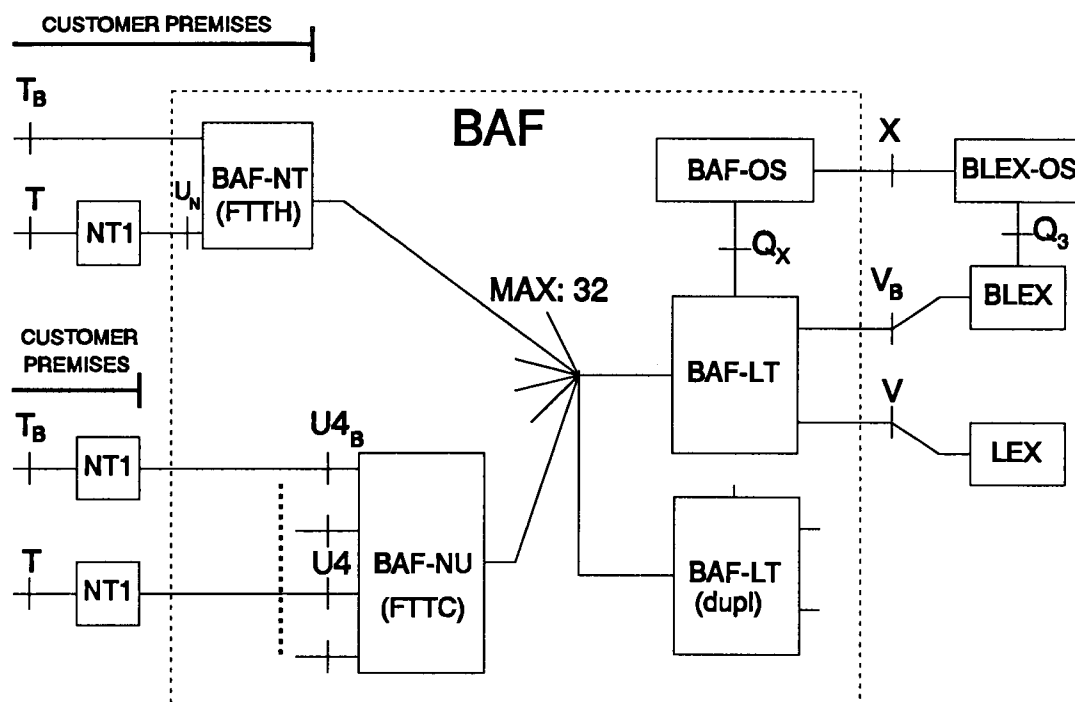 CUSTOMER PREMISES
T_B
BAF
X
BAF-NT
(FTTH)
BAF-OS
BLEX-OS
T
NT1
U_N
Q_X
Q_3
MAX: 32
V_B
BLEX
CUSTOMER
PREMISES
BAF-LT
V
T_B
NT1
U4_B
LEX
T
NT1
U4
BAF-NU
(FTTC)
BAF-LT
(dupl)